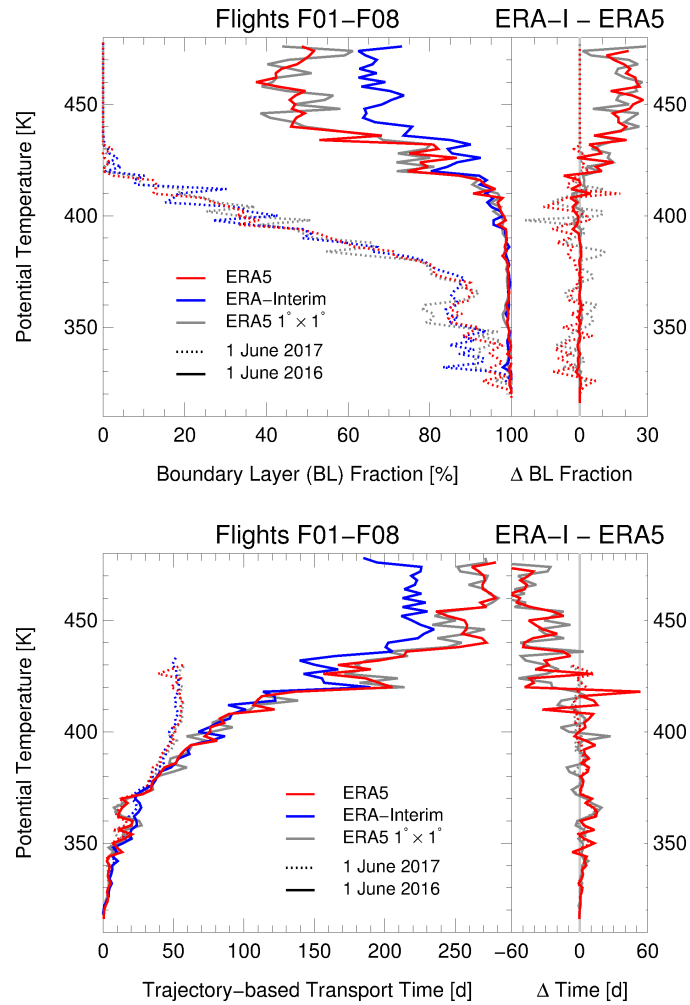 Flights F01−F08 ERA−I − ERA5
Potential Temperature [K]
450
400
350
ERA5
ERA−Interim
ERA5 1° × 1°
1 June 2017
1 June 2016
0 20 40 60 80 100 0 30
Boundary Layer (BL) Fraction [%] Δ BL Fraction
Flights F01−F08 ERA−I − ERA5
Potential Temperature [K]
450
400
350
ERA5
ERA−Interim
ERA5 1° × 1°
1 June 2017
1 June 2016
0 50 100 150 200 250 −60 0 60
Trajectory-based Transport Time [d] Δ Time [d]